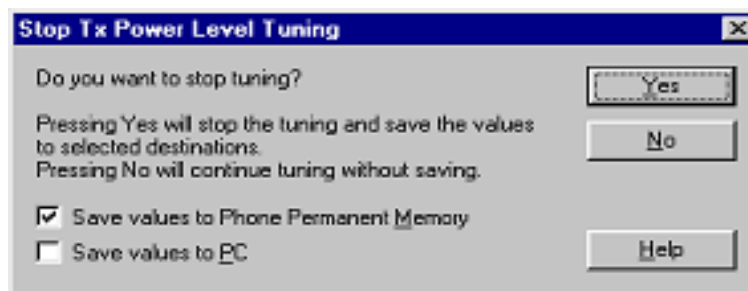 Stop Tx Power Level Tuning
Do you want to stop tuning?
Yes
Pressing Yes will stop the tuning and save the values
to selected destinations.
Pressing No will continue tuning without saving.
No
Save values to Phone Permanent Memory
Save values to PC
Help